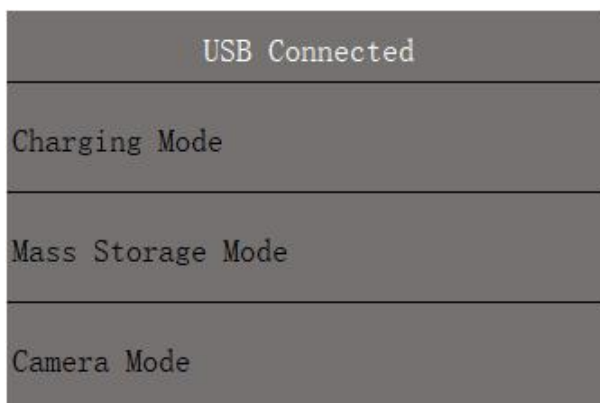 USB Connected
Charging Mode
Mass Storage Mode
Camera Mode